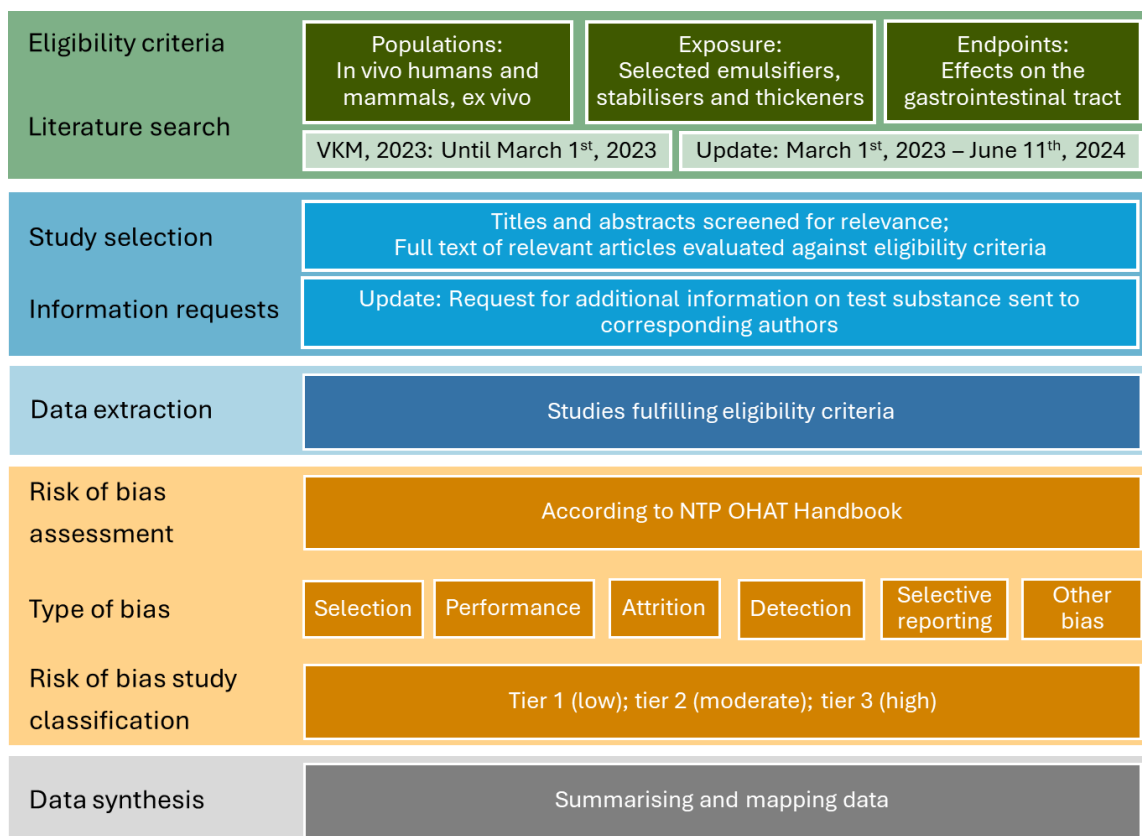 Eligibility criteria
Populations:
In vivo humans and
mammals, ex vivo
Exposure:
Selected emulsifiers,
stabilisers and thickeners
Endpoints:
Effects on the
gastrointestinal tract
Literature search
VKM, 2023: Until March 1st, 2023
Update: March 1st, 2023 – June 11th, 2024
Study selection
Titles and abstracts screened for relevance;
Full text of relevant articles evaluated against eligibility criteria
Information requests
Update: Request for additional information on test substance sent to
corresponding authors
Data extraction
Studies fulfilling eligibility criteria
Risk of bias
assessment
According to NTP OHAT Handbook
Type of bias
Selection
Performance
Attrition
Detection
Selective
reporting
Other
bias
Risk of bias study
classification
Tier 1 (low); tier 2 (moderate); tier 3 (high)
Data synthesis
Summarising and mapping data